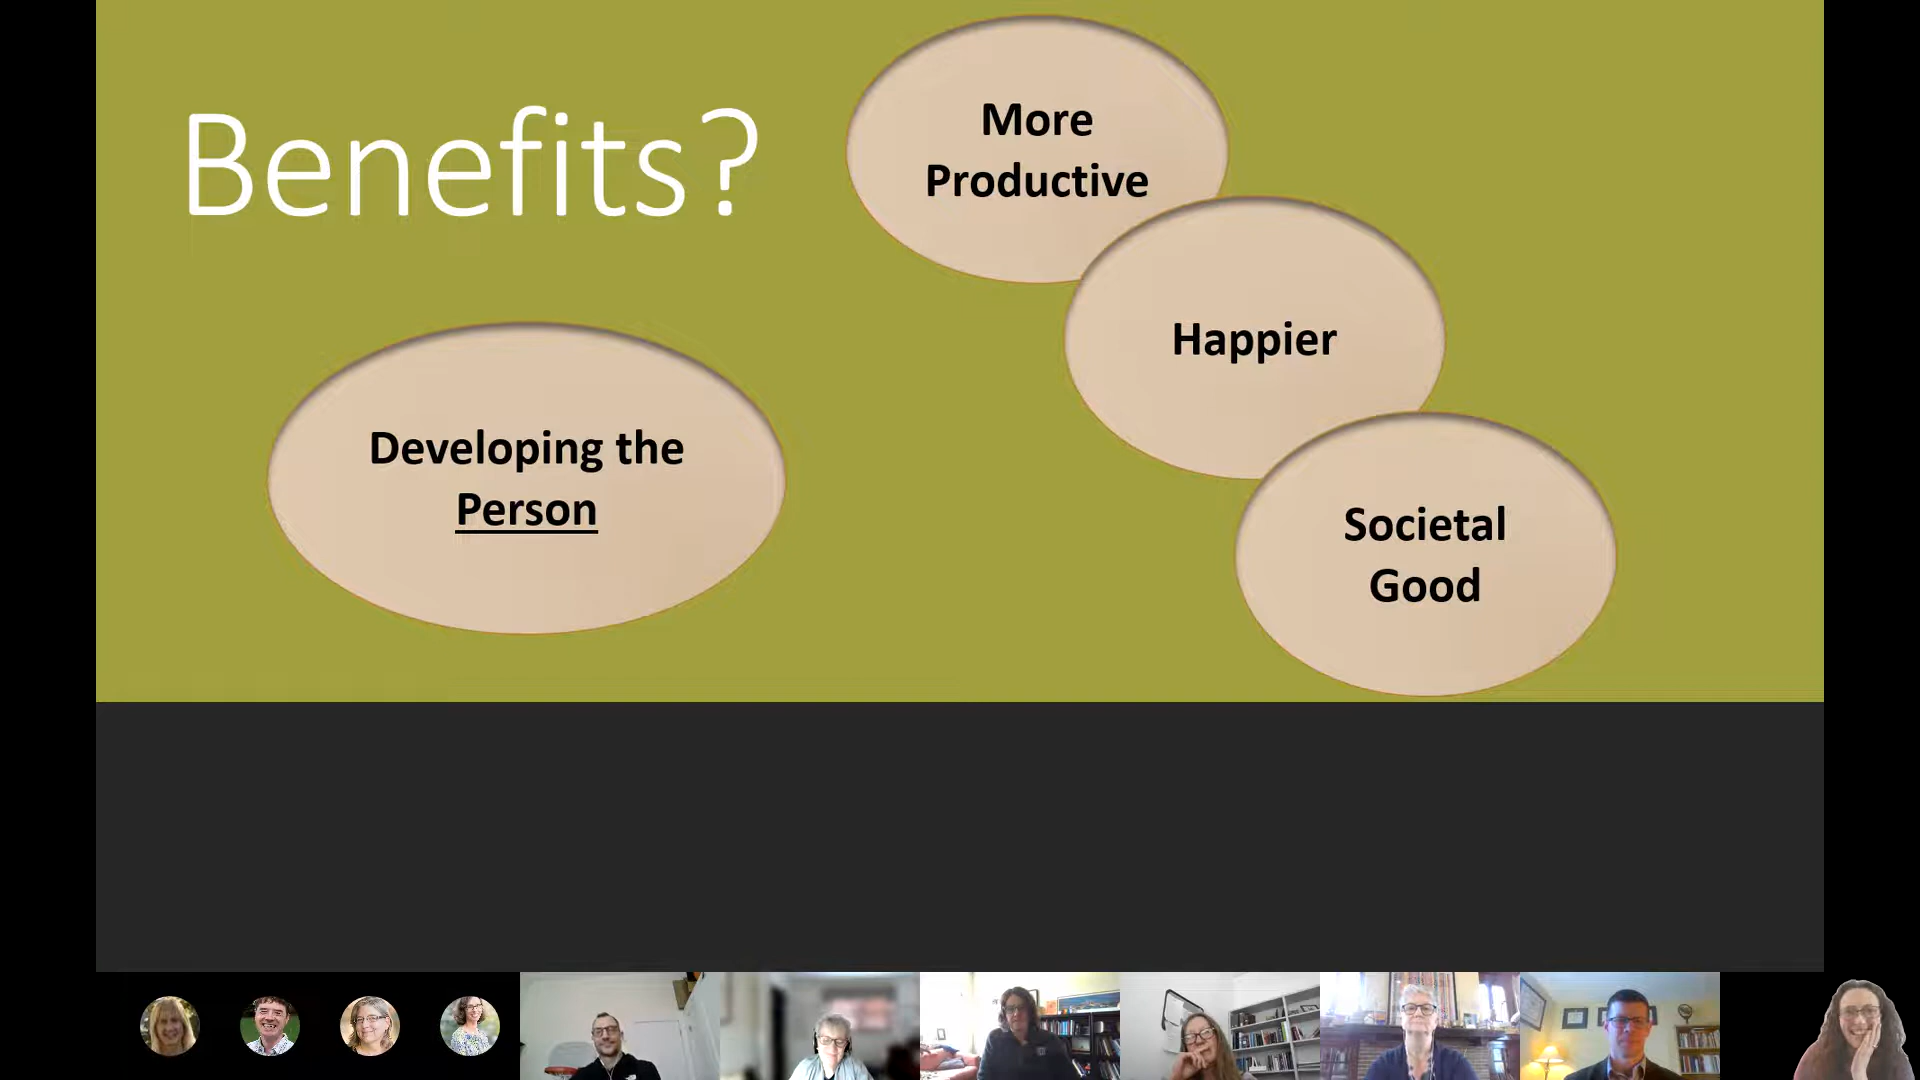 Benefits?
More
Productive
Happier
Developing the
Person
Societal
Good